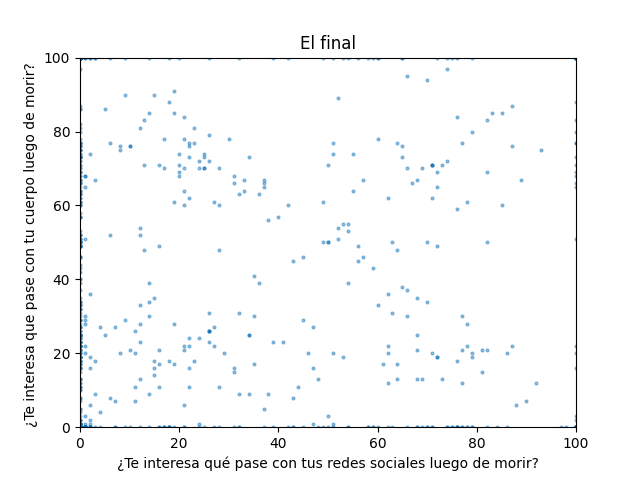 El final
¿Te interesa que pase con tu cuerpo luego de morir?
100
80
60
40
20
0
0 20 40 60 80 100
¿Te interesa qué pase con tus redes sociales luego de morir?